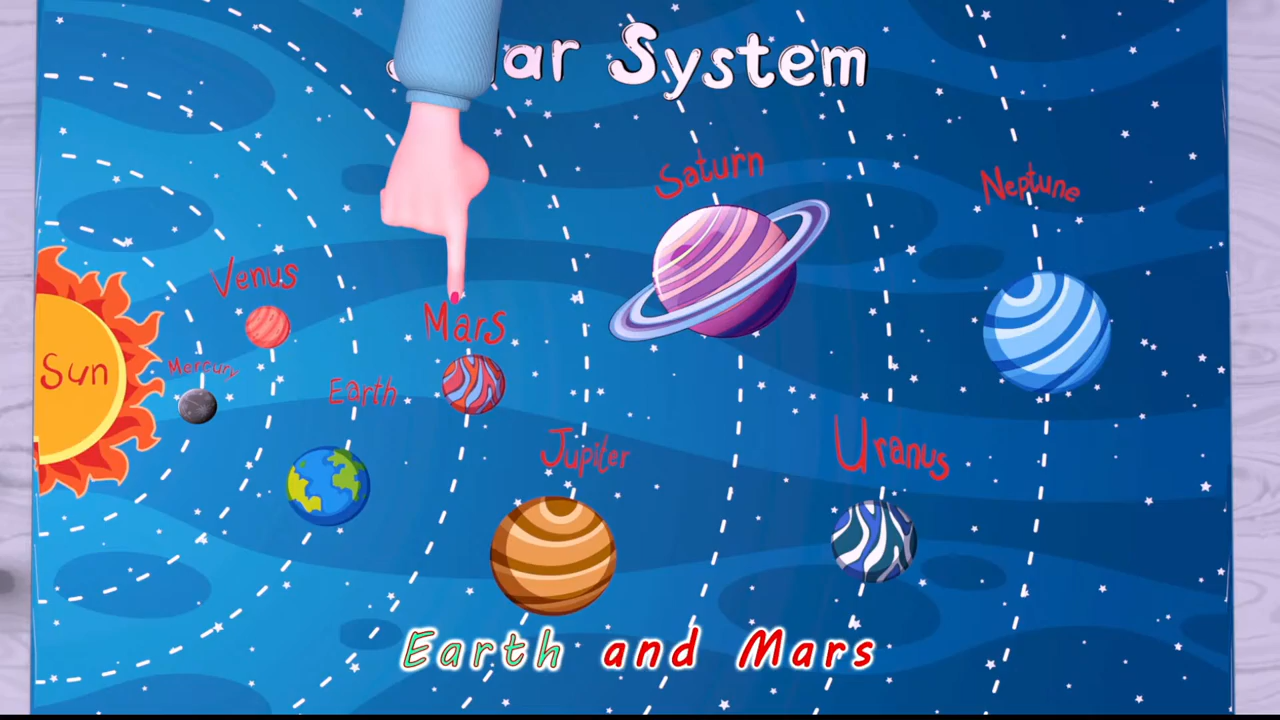 ar System
Saturn
Neptune
Venus
Mars
Sun
Mercury
Earth
Jupiter
Uranus
Earth and Mars